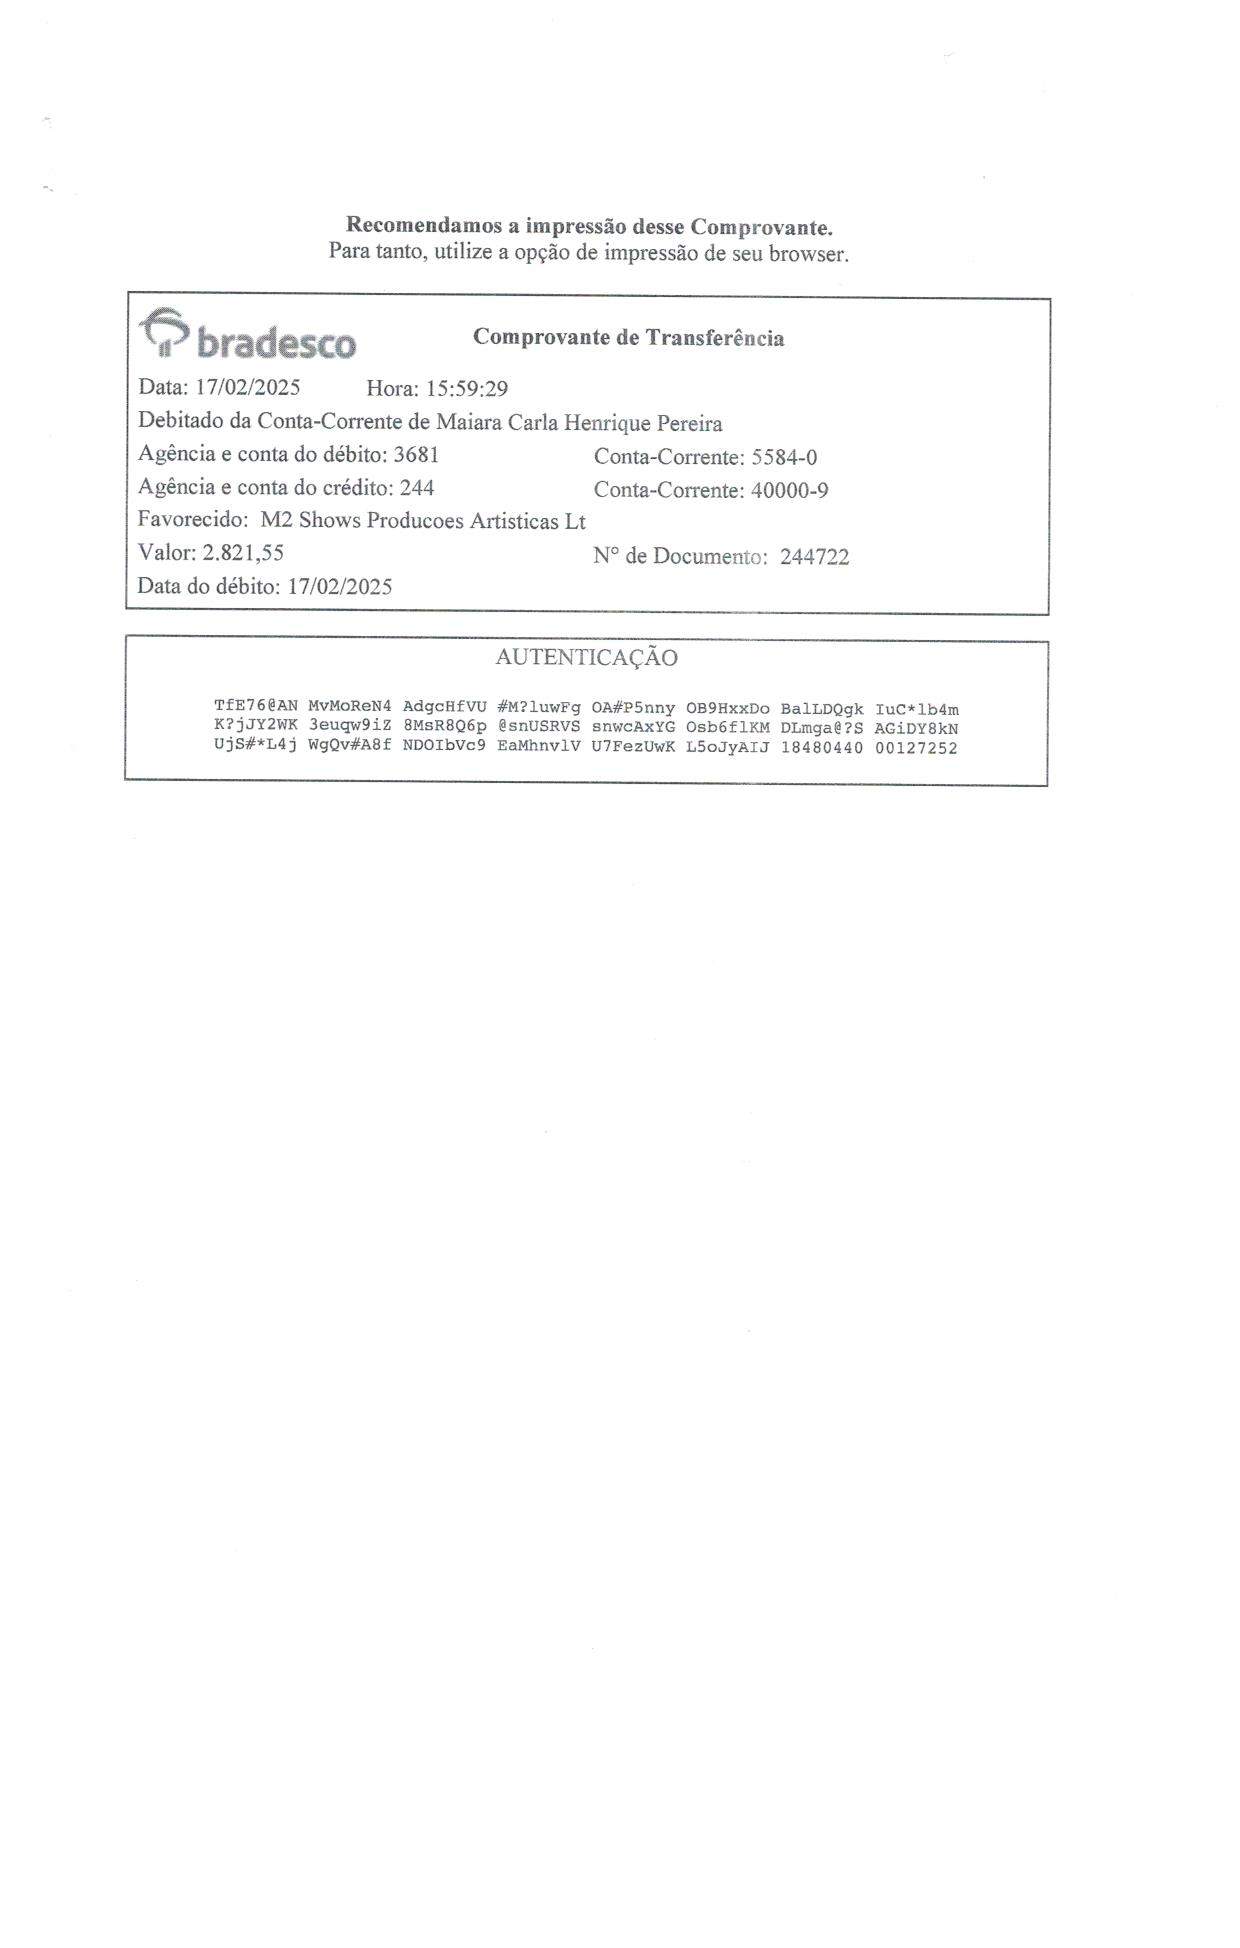 Recomendamos a impressão desse Comprovante.
Para tanto, utilize a opção de impressão de seu browser.
bradesco Comprovante de Transferência
Data: 17/02/2025 Hora: 15:59:29
Debitado da Conta-Corrente de Maiara Carla Henrique Pereira
Agência e conta do débito: 3681 Conta-Corrente: 5584-0
Agência e conta do crédito: 244 Conta-Corrente: 40000-9
Favorecido: M2 Shows Producoes Artisticas Lt
Valor: 2.821,55 N° de Documento: 244722
Data do débito: 17/02/2025
AUTENTICAÇÃO
TfE76@AN MvMoReN4 AdgcHfVU #M?luwFg OA#P5nny OB9HxxDo BalLDQgk IuC*lb4m
K?jJY2WK 3euqw9iZ 8MsR8Q6p @snUSRVS snwcAxYG Osb6flKM DLmga@?S AGiDY8kN
UjS#*L4j WgQv#A8f NDOIbVc9 EaMhnvlV U7FezUwK L5oJyAIJ 18480440 00127252